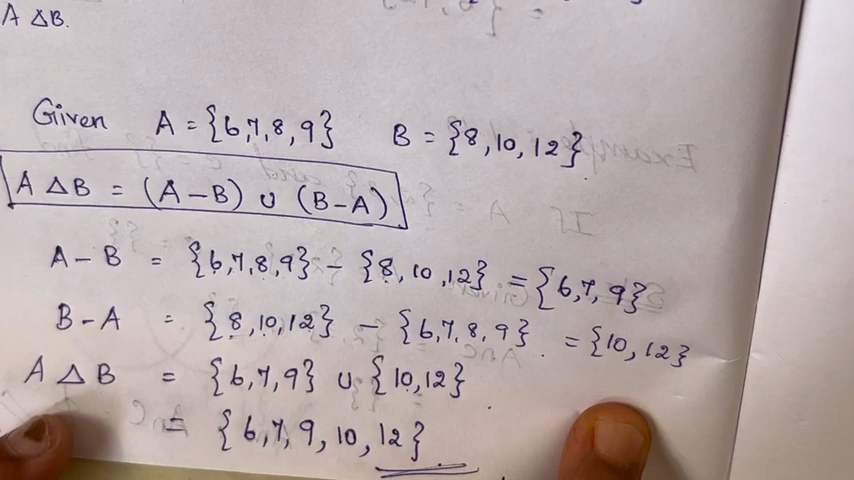 A ΔB.
Given A = {6,7,8,9} B = {8,10,12}.
A ΔB = (A-B) ∪ (B-A)
A-B = {6,7,8,9} - {8,10,12} = {6,7,9}
B-A = {8,10,12} - {6,7,8,9}. = {10,12}
A Δ B = {6,7,9} ∪ {10,12}.
= {6,7,9,10,12}